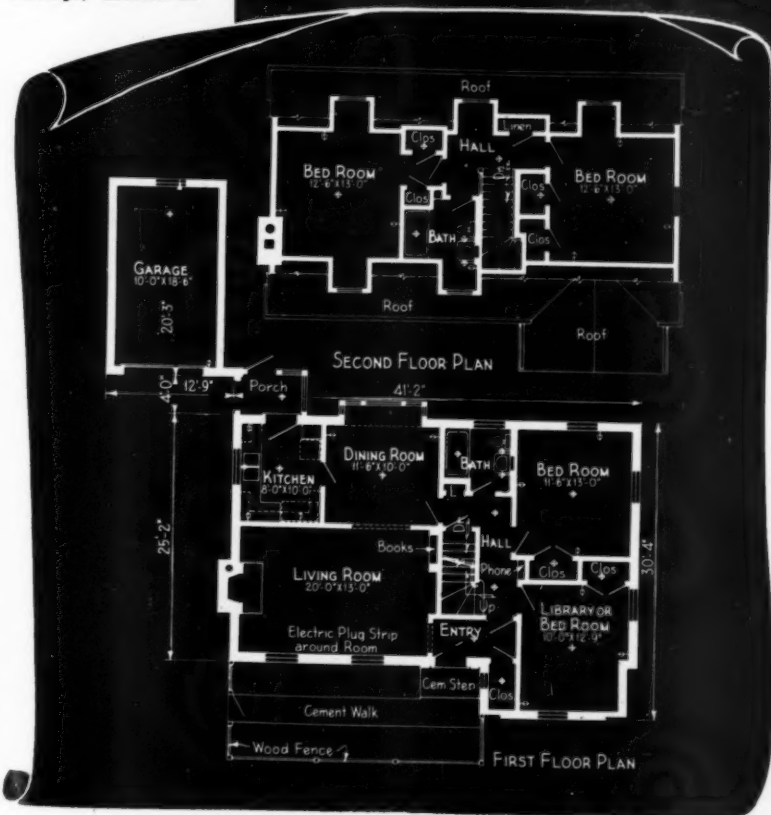 Roof
Linen
Clos
HALL
BED ROOM
12'-6"X13'-0"
BED ROOM
12'-6"X13'-0"
Clos
Clos
Clos
BATH
GARAGE
10'-0"X18'-6"
20'-3"
Roof
Roof
SECOND FLOOR PLAN
4'-0"
12'-9"
Porch
41'-2"
DINING ROOM
11'-6"X10'-0"
BATH
BED ROOM
11'-6"X13'-0"
KITCHEN
8'-0"X10'-0"
L
25'-2"
30'-4"
Books
HALL
Phone
Clos
Clos
LIVING ROOM
20'-0"X13'-0"
Up
LIBRARY OR
BED ROOM
10'-0"X12'-9"
Electric Plug Strip
around Room
ENTRY
Cem Step
Clos
Cement Walk
Wood Fence
FIRST FLOOR PLAN